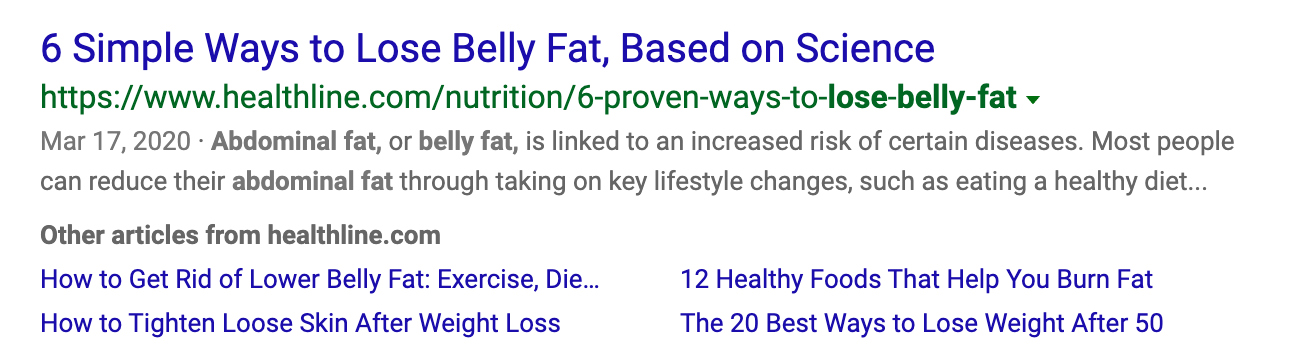 6 Simple Ways to Lose Belly Fat, Based on Science
https://www.healthline.com/nutrition/6-proven-ways-to-lose-belly-fat
Mar 17, 2020 · Abdominal fat, or belly fat, is linked to an increased risk of certain diseases. Most people
can reduce their abdominal fat through taking on key lifestyle changes, such as eating a healthy diet...
Other articles from healthline.com
How to Get Rid of Lower Belly Fat: Exercise, Die...
12 Healthy Foods That Help You Burn Fat
How to Tighten Loose Skin After Weight Loss
The 20 Best Ways to Lose Weight After 50